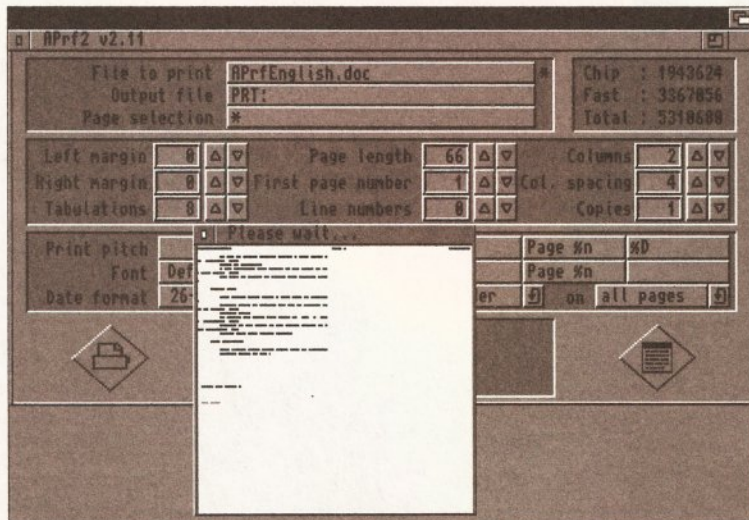 APrf2 v2.11
File to print APrfEnglish.doc *
Output file PRT:
Page selection *
Chip : 1943624
Fast : 3367056
Total : 5310680
Left margin 0 Page length 66 Columns 2
Right margin 0 First page number 1 Col. spacing 4
Tabulations 8 Line numbers 0 Copies 1
Please wait...
Print pitch Page %n %D
Font Def Page %n
Date format 26- er on all pages